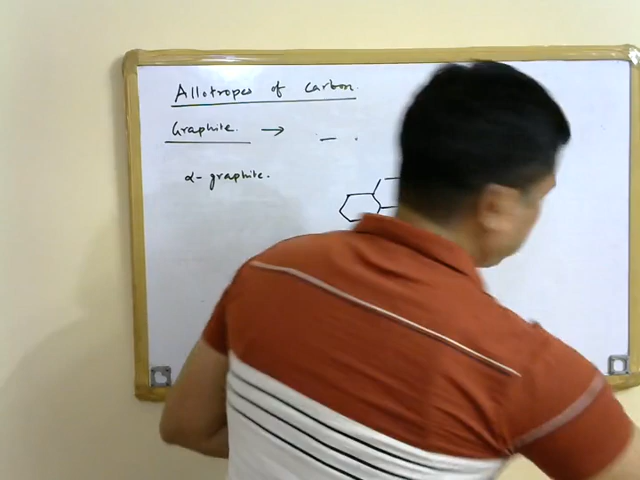 Allotropes of Carbon.
Graphite. →
α- graphite.